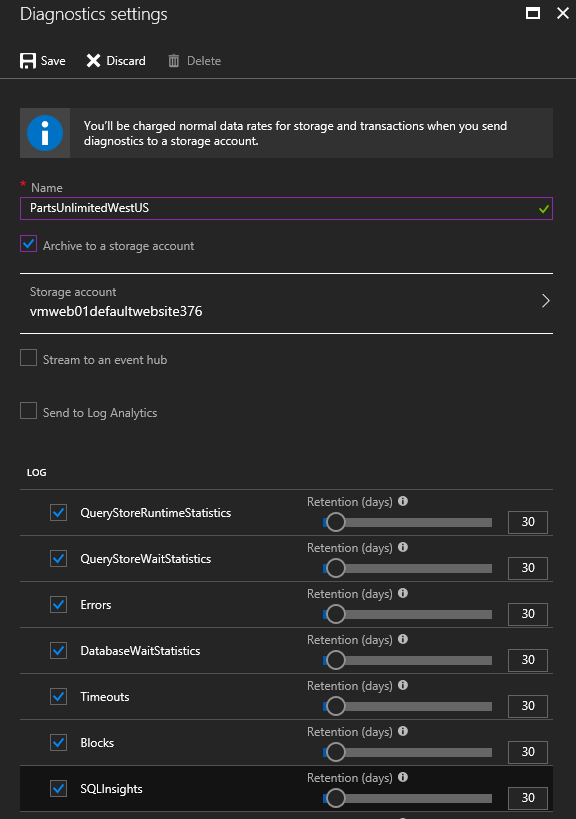 Diagnostics settings
Save Discard Delete
You'll be charged normal data rates for storage and transactions when you send
diagnostics to a storage account.
* Name
PartsUnlimitedWestUS
Archive to a storage account
Storage account
vmweb01defaultwebsite376
Stream to an event hub
Send to Log Analytics
LOG
Retention (days)
QueryStoreRuntimeStatistics 30
Retention (days)
QueryStoreWaitStatistics 30
Retention (days)
Errors 30
Retention (days)
DatabaseWaitStatistics 30
Retention (days)
Timeouts 30
Retention (days)
Blocks 30
Retention (days)
SQLInsights 30